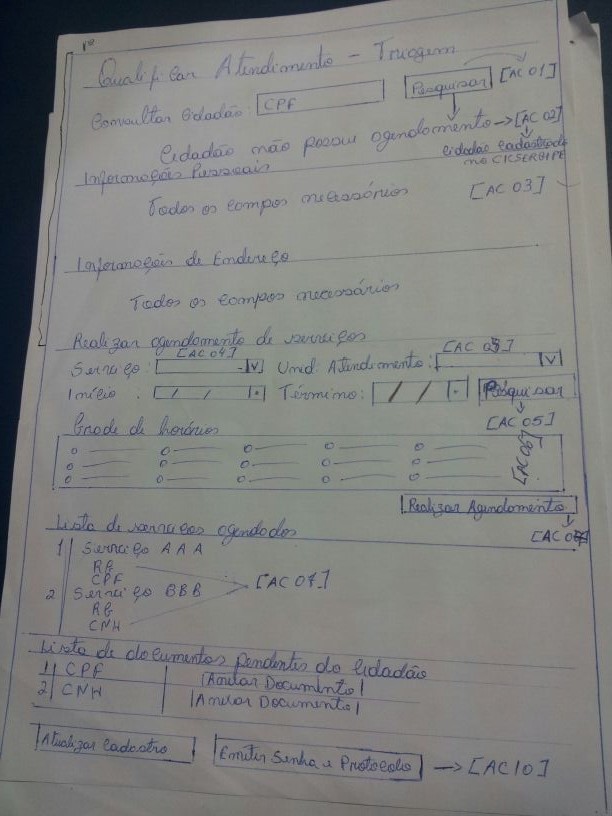 1º
Qualificar Atendimento - Triagem
Consultar Cidadão: CPF Pesquisar [AC 01]
Cidadão não possui agendamento → [AC 02]
Cidadão cadastrado
no CICSERGIPE
Informações Pessoais
Todos os campos necessários [AC 03]
Informações de Endereço
Todos os campos necessários
Realizar agendamento de serviços
[AC 04] [AC 05]
Serviço: V Unid. Atendimento: V
Início: / / Término: / / Pesquisar
Grade de horários [AC 05]
[AC 06]
Realizar Agendamento
Lista de serviços agendados [AC 07]
1 Serviço AAA
RG
CPF [AC 07]
2 Serviço BBB
RG
CNH
Lista de documentos pendentes do Cidadão
1 CPF |Anexar Documento|
2 CNH |Anexar Documento|
Atualizar Cadastro Emitir Senha e Protocolo → [AC 10]